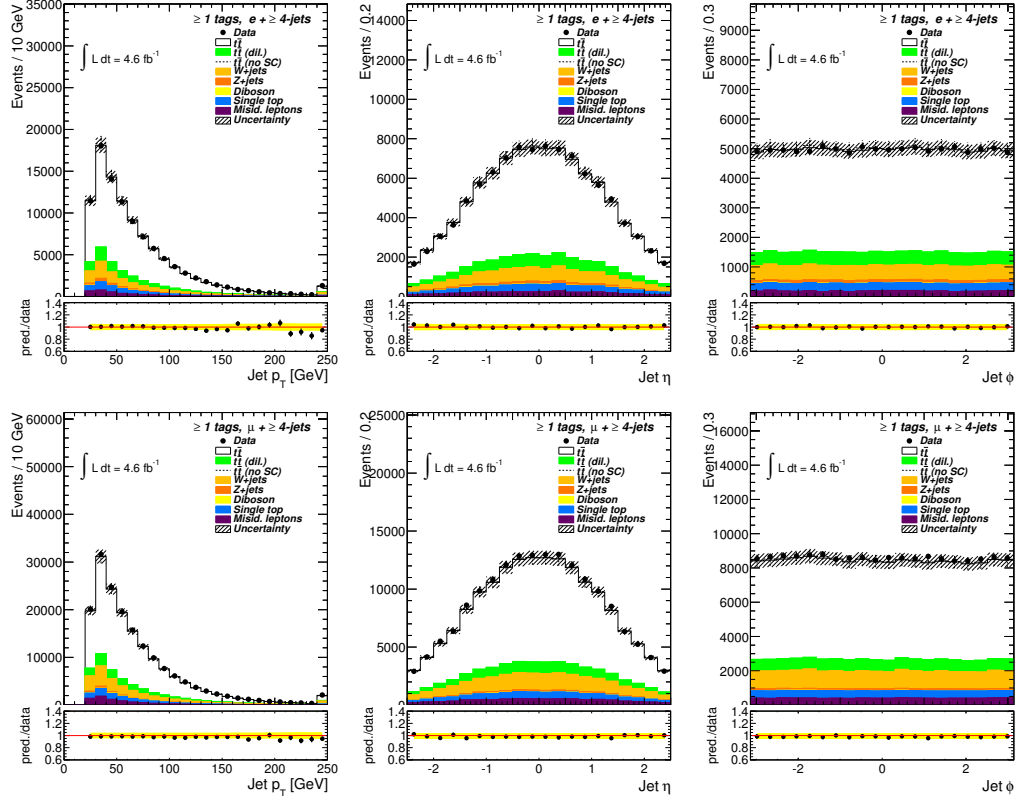 ≥ 1 tags, e + ≥ 4-jets
Events / 10 GeV
35000
30000
25000
20000
15000
10000
5000
0
∫ L dt = 4.6 fb⁻¹
Data
tt̄
tt̄ (dil.)
tt̄ (no SC)
W+jets
Z+jets
Diboson
Single top
Misid. leptons
Uncertainty
pred./data
1.4
1.2
1
0.8
0.6
0 50 100 150 200 250
Jet p_T [GeV]
≥ 1 tags, e + ≥ 4-jets
Events / 0.2
14000
12000
10000
8000
6000
4000
2000
0
∫ L dt = 4.6 fb⁻¹
Data
tt̄
tt̄ (dil.)
tt̄ (no SC)
W+jets
Z+jets
Diboson
Single top
Misid. leptons
Uncertainty
pred./data
1.4
1.2
1
0.8
0.6
-2 -1 0 1 2
Jet η
≥ 1 tags, e + ≥ 4-jets
Events / 0.3
9000
8000
7000
6000
5000
4000
3000
2000
1000
0
∫ L dt = 4.6 fb⁻¹
Data
tt̄
tt̄ (dil.)
tt̄ (no SC)
W+jets
Z+jets
Diboson
Single top
Misid. leptons
Uncertainty
pred./data
1.4
1.2
1
0.8
0.6
-2 0 2
Jet φ
≥ 1 tags, μ + ≥ 4-jets
Events / 10 GeV
60000
50000
40000
30000
20000
10000
0
∫ L dt = 4.6 fb⁻¹
Data
tt̄
tt̄ (dil.)
tt̄ (no SC)
W+jets
Z+jets
Diboson
Single top
Misid. leptons
Uncertainty
pred./data
1.4
1.2
1
0.8
0.6
0 50 100 150 200 250
Jet p_T [GeV]
≥ 1 tags, μ + ≥ 4-jets
Events / 0.2
25000
20000
15000
10000
5000
0
∫ L dt = 4.6 fb⁻¹
Data
tt̄
tt̄ (dil.)
tt̄ (no SC)
W+jets
Z+jets
Diboson
Single top
Misid. leptons
Uncertainty
pred./data
1.4
1.2
1
0.8
0.6
-2 -1 0 1 2
Jet η
≥ 1 tags, μ + ≥ 4-jets
Events / 0.3
16000
14000
12000
10000
8000
6000
4000
2000
0
∫ L dt = 4.6 fb⁻¹
Data
tt̄
tt̄ (dil.)
tt̄ (no SC)
W+jets
Z+jets
Diboson
Single top
Misid. leptons
Uncertainty
pred./data
1.4
1.2
1
0.8
0.6
-2 0 2
Jet φ